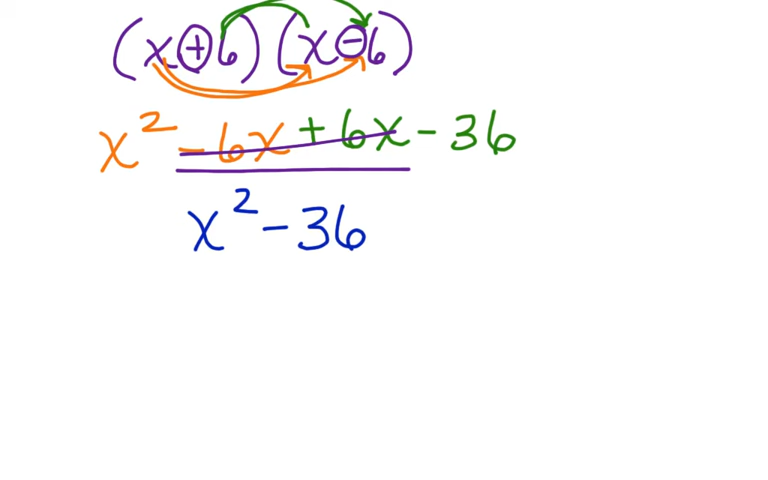 (x+6)(x-6)
x² - 6x + 6x - 36
x² - 36